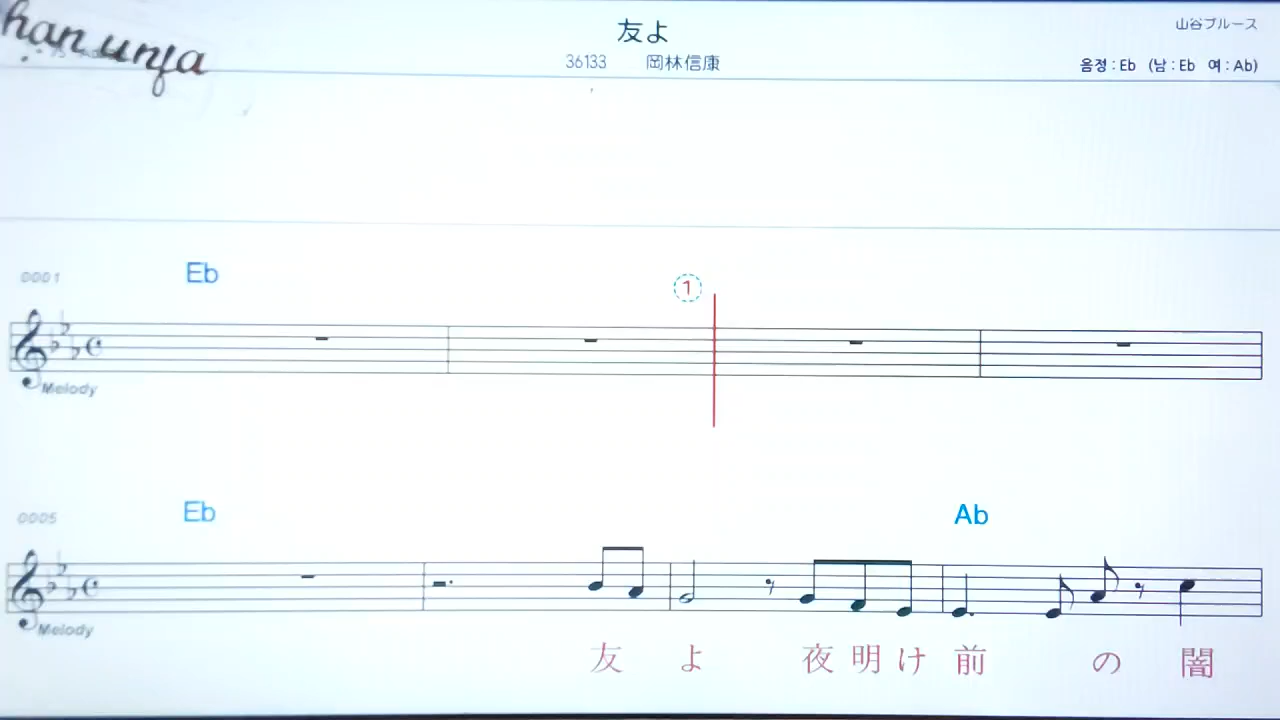 han unja
友よ
山谷ブルース
36133 岡林信康
음정 : Eb (남 : Eb 여 : Ab)
0001 Eb
1
Melody
0005 Eb Ab
Melody
友 よ 夜 明 け 前 の 闇